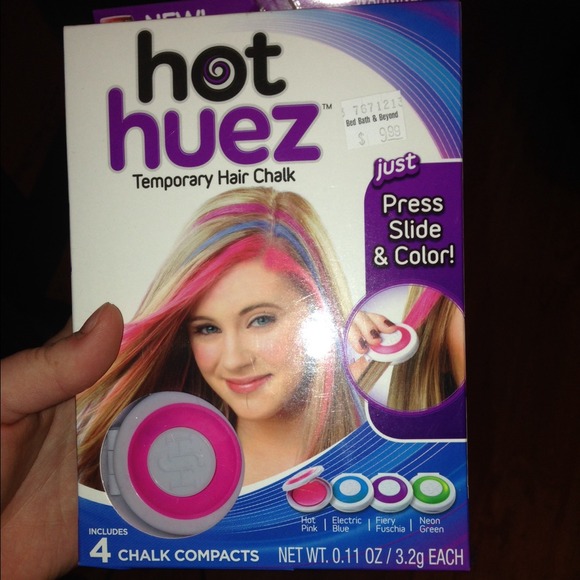 NEW!
hot
huez™
Temporary Hair Chalk
Bed Bath & Beyond
$ 9.99
just
Press
Slide
& Color!
Hot Pink
Electric Blue
Fiery Fuschia
Neon Green
INCLUDES
4 CHALK COMPACTS
NET WT. 0.11 OZ / 3.2g EACH